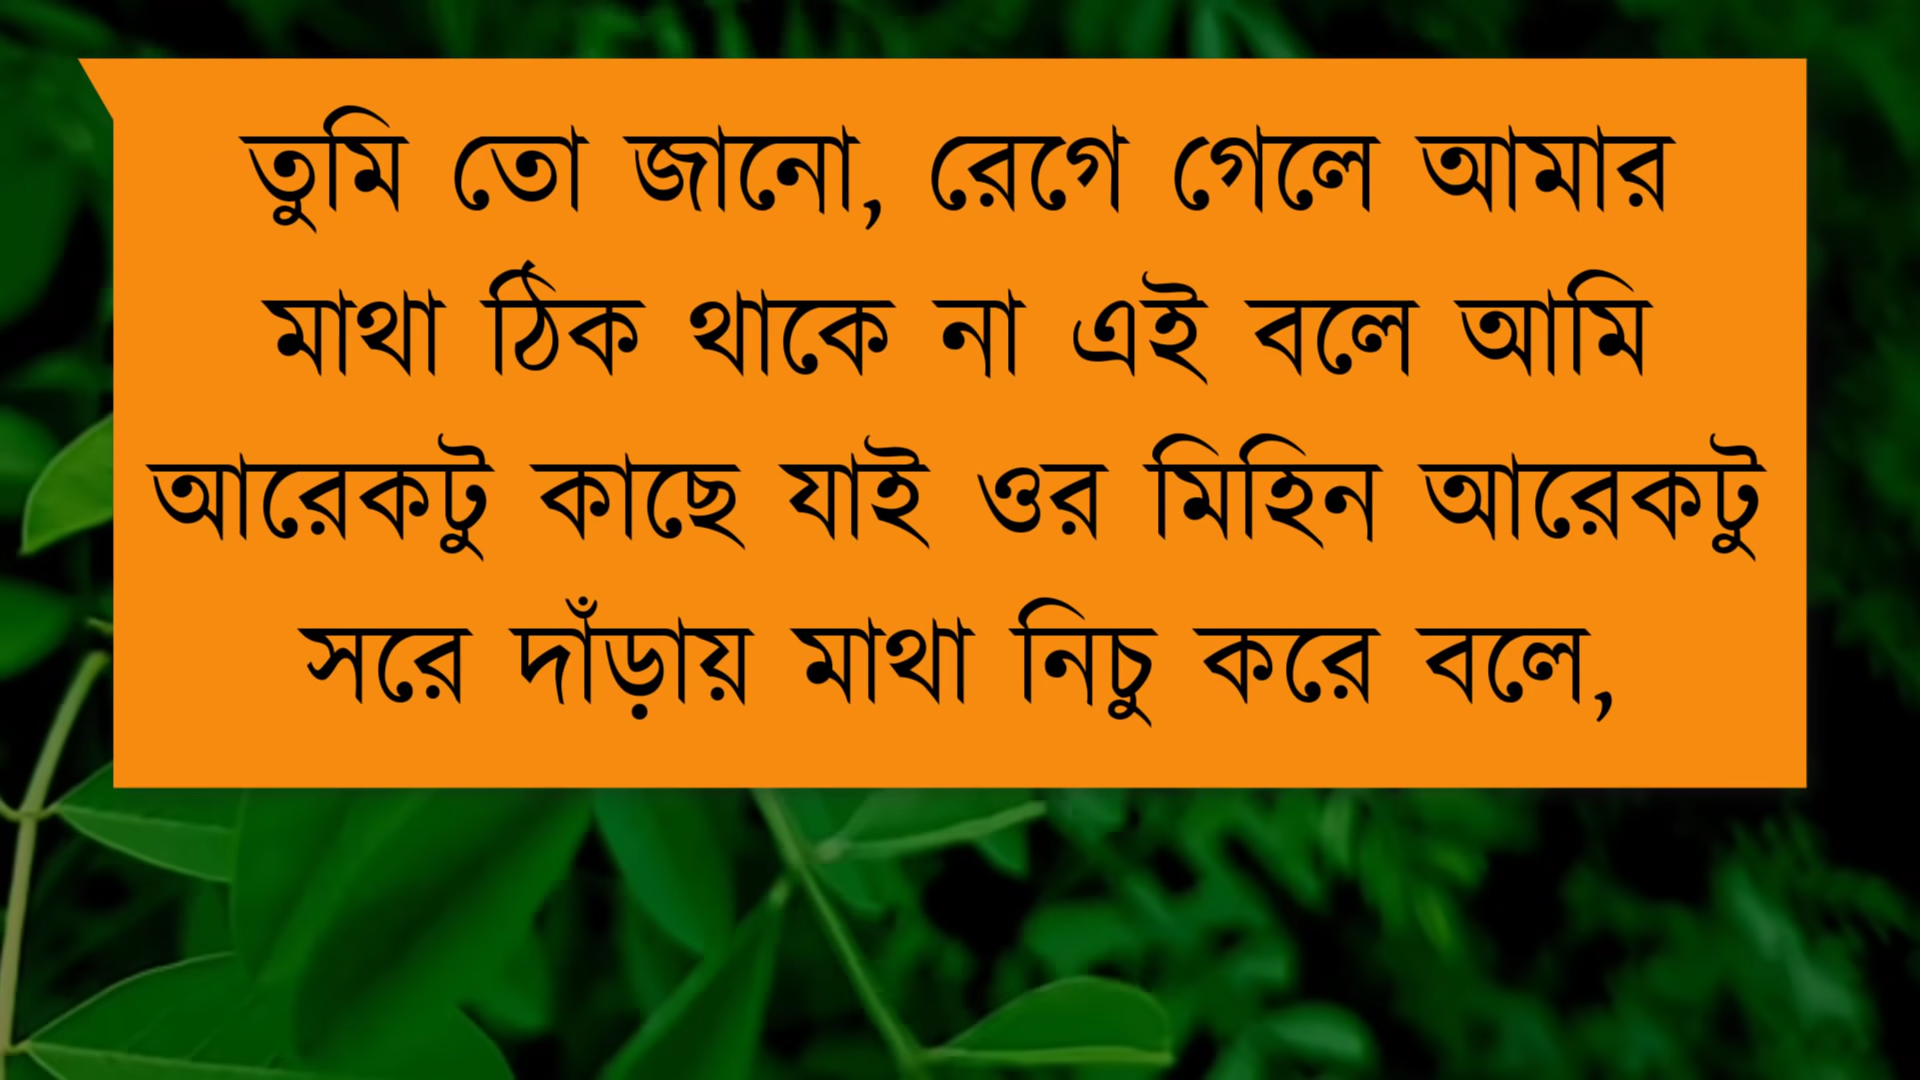 তুমি তো জানো, রেগে গেলে আমার
মাথা ঠিক থাকে না এই বলে আমি
আরেকটু কাছে যাই ওর মিহিন আরেকটু
সরে দাঁড়ায় মাথা নিচু করে বলে,